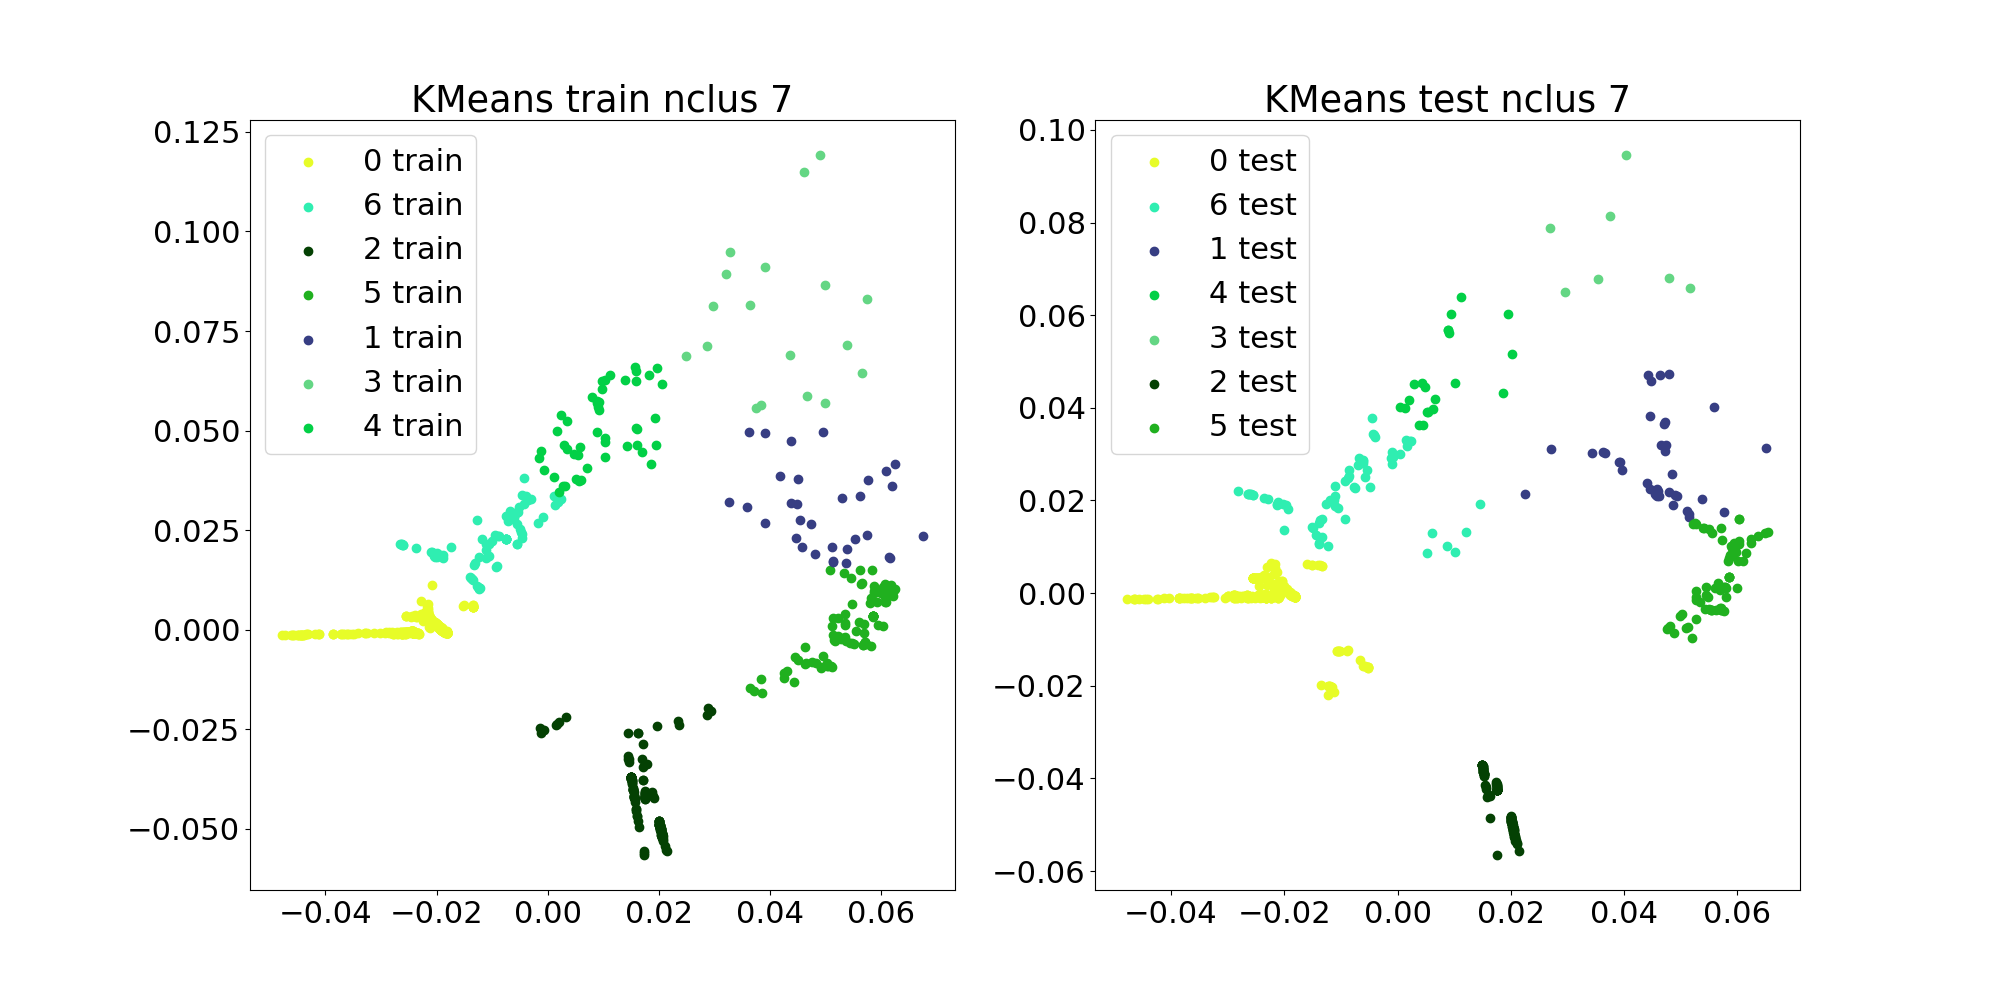 KMeans train nclus 7
0.125
0.100
0.075
0.050
0.025
0.000
−0.025
−0.050
0 train
6 train
2 train
5 train
1 train
3 train
4 train
−0.04 −0.02 0.00 0.02 0.04 0.06
KMeans test nclus 7
0.10
0.08
0.06
0.04
0.02
0.00
−0.02
−0.04
−0.06
0 test
6 test
1 test
4 test
3 test
2 test
5 test
−0.04 −0.02 0.00 0.02 0.04 0.06